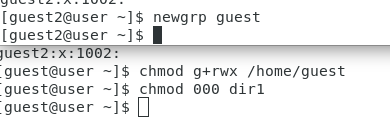 guest2:x:1002:
[guest2@user ~]$ newgrp guest
[guest2@user ~]$
guest2:x:1002:
[guest@user ~]$ chmod g+rwx /home/guest
[guest@user ~]$ chmod 000 dir1
[guest@user ~]$